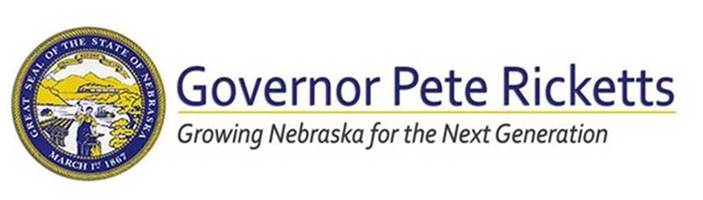 GREAT SEAL OF THE STATE OF NEBRASKA
MARCH 1ST 1867
Governor Pete Ricketts
Growing Nebraska for the Next Generation